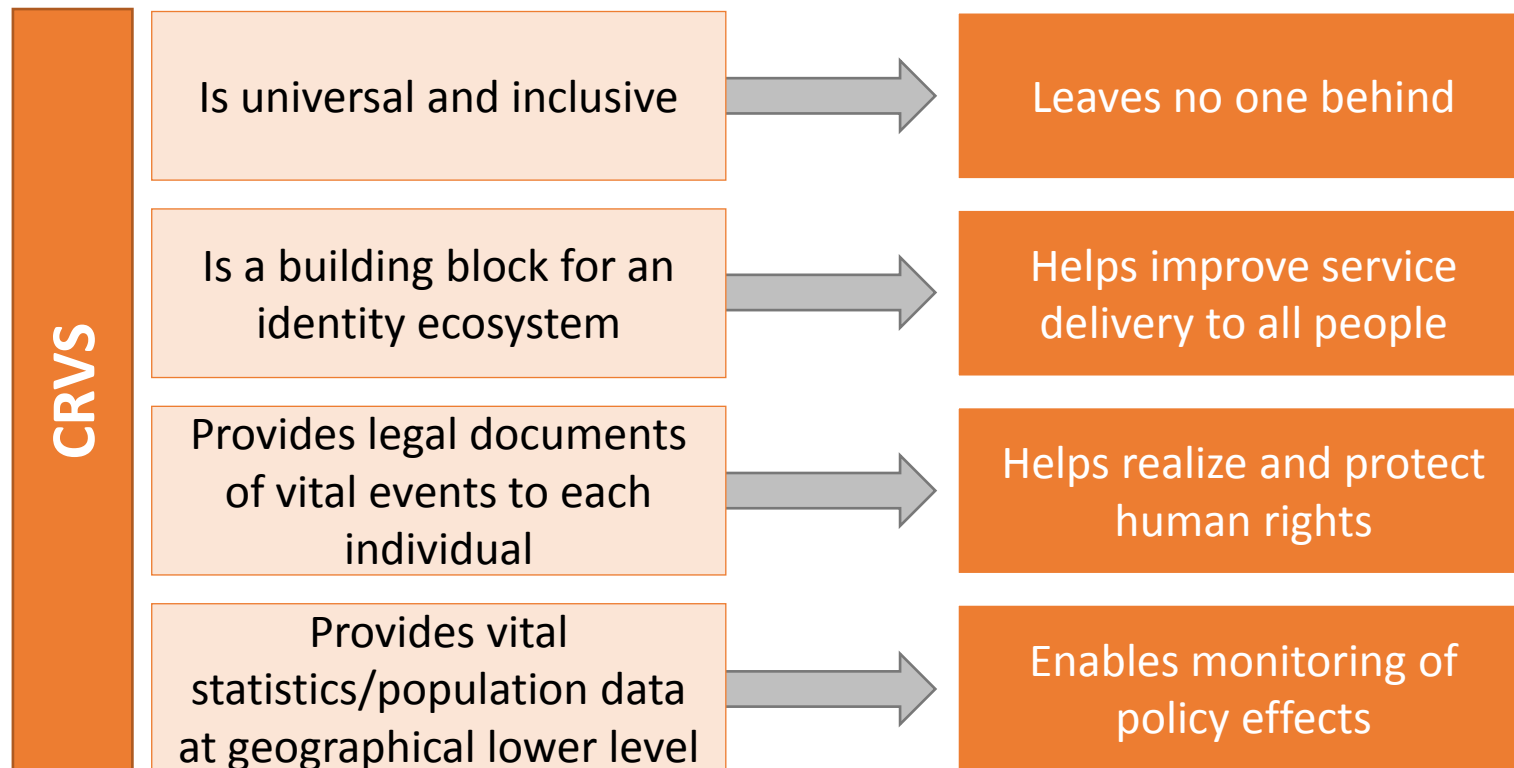 CRVS
Is universal and inclusive
Leaves no one behind
Is a building block for an
identity ecosystem
Helps improve service
delivery to all people
Provides legal documents
of vital events to each
individual
Helps realize and protect
human rights
Provides vital
statistics/population data
at geographical lower level
Enables monitoring of
policy effects